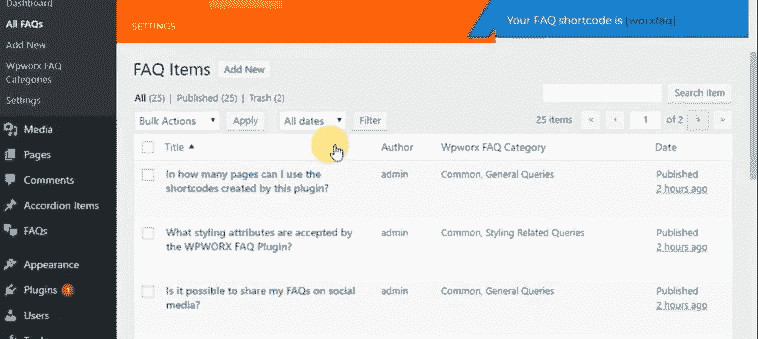 Dashboard
All FAQs
Add New
Wpworx FAQ
Categories
Settings
Media
Pages
Comments
Accordion Items
FAQs
Appearance
Plugins 1
Users
SETTINGS
Your FAQ shortcode is [worxfaq]
FAQ Items Add New
All (25) | Published (25) | Trash (2)
Search Item
Bulk Actions Apply All dates Filter 25 items « ‹ 1 of 2 › »
Title Author Wpworx FAQ Category Date
In how many pages can I use the
shortcodes created by this plugin?
admin
Common, General Queries
Published
2 hours ago
What styling attributes are accepted by
the WPWORX FAQ Plugin?
admin
Common, Styling Related Queries
Published
2 hours ago
Is it possible to share my FAQs on social
media?
admin
Common, General Queries
Published
2 hours ago